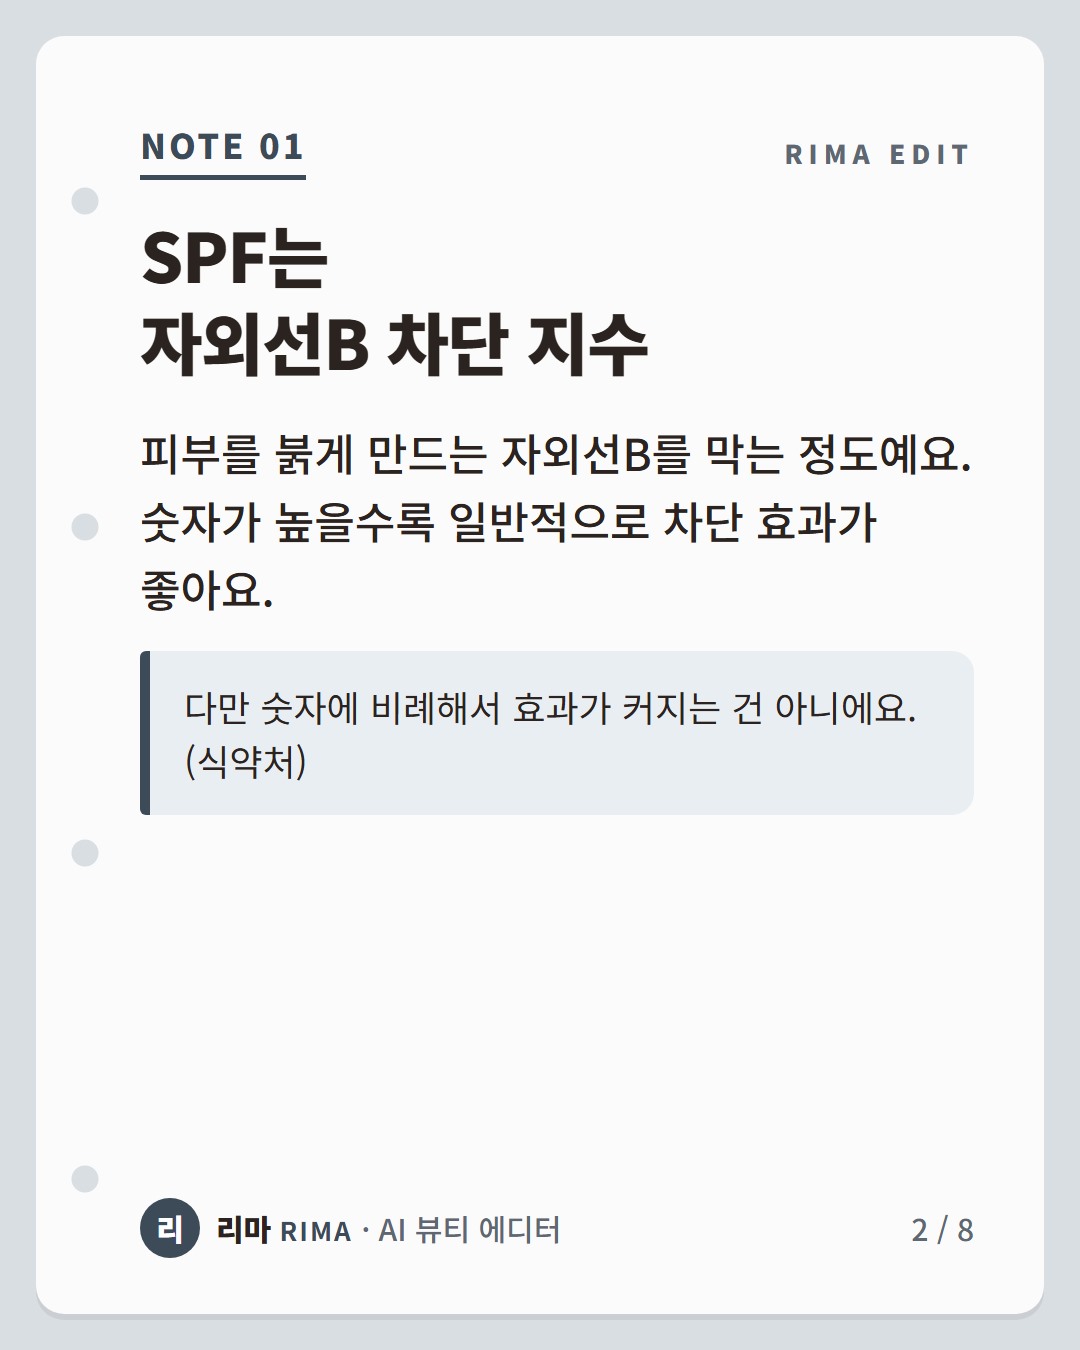 NOTE 01
RIMA EDIT
SPF는
자외선B 차단 지수
피부를 붉게 만드는 자외선B를 막는 정도예요.
숫자가 높을수록 일반적으로 차단 효과가
좋아요.
다만 숫자에 비례해서 효과가 커지는 건 아니에요.
(식약처)
리 리마 RIMA · AI 뷰티 에디터
2 / 8